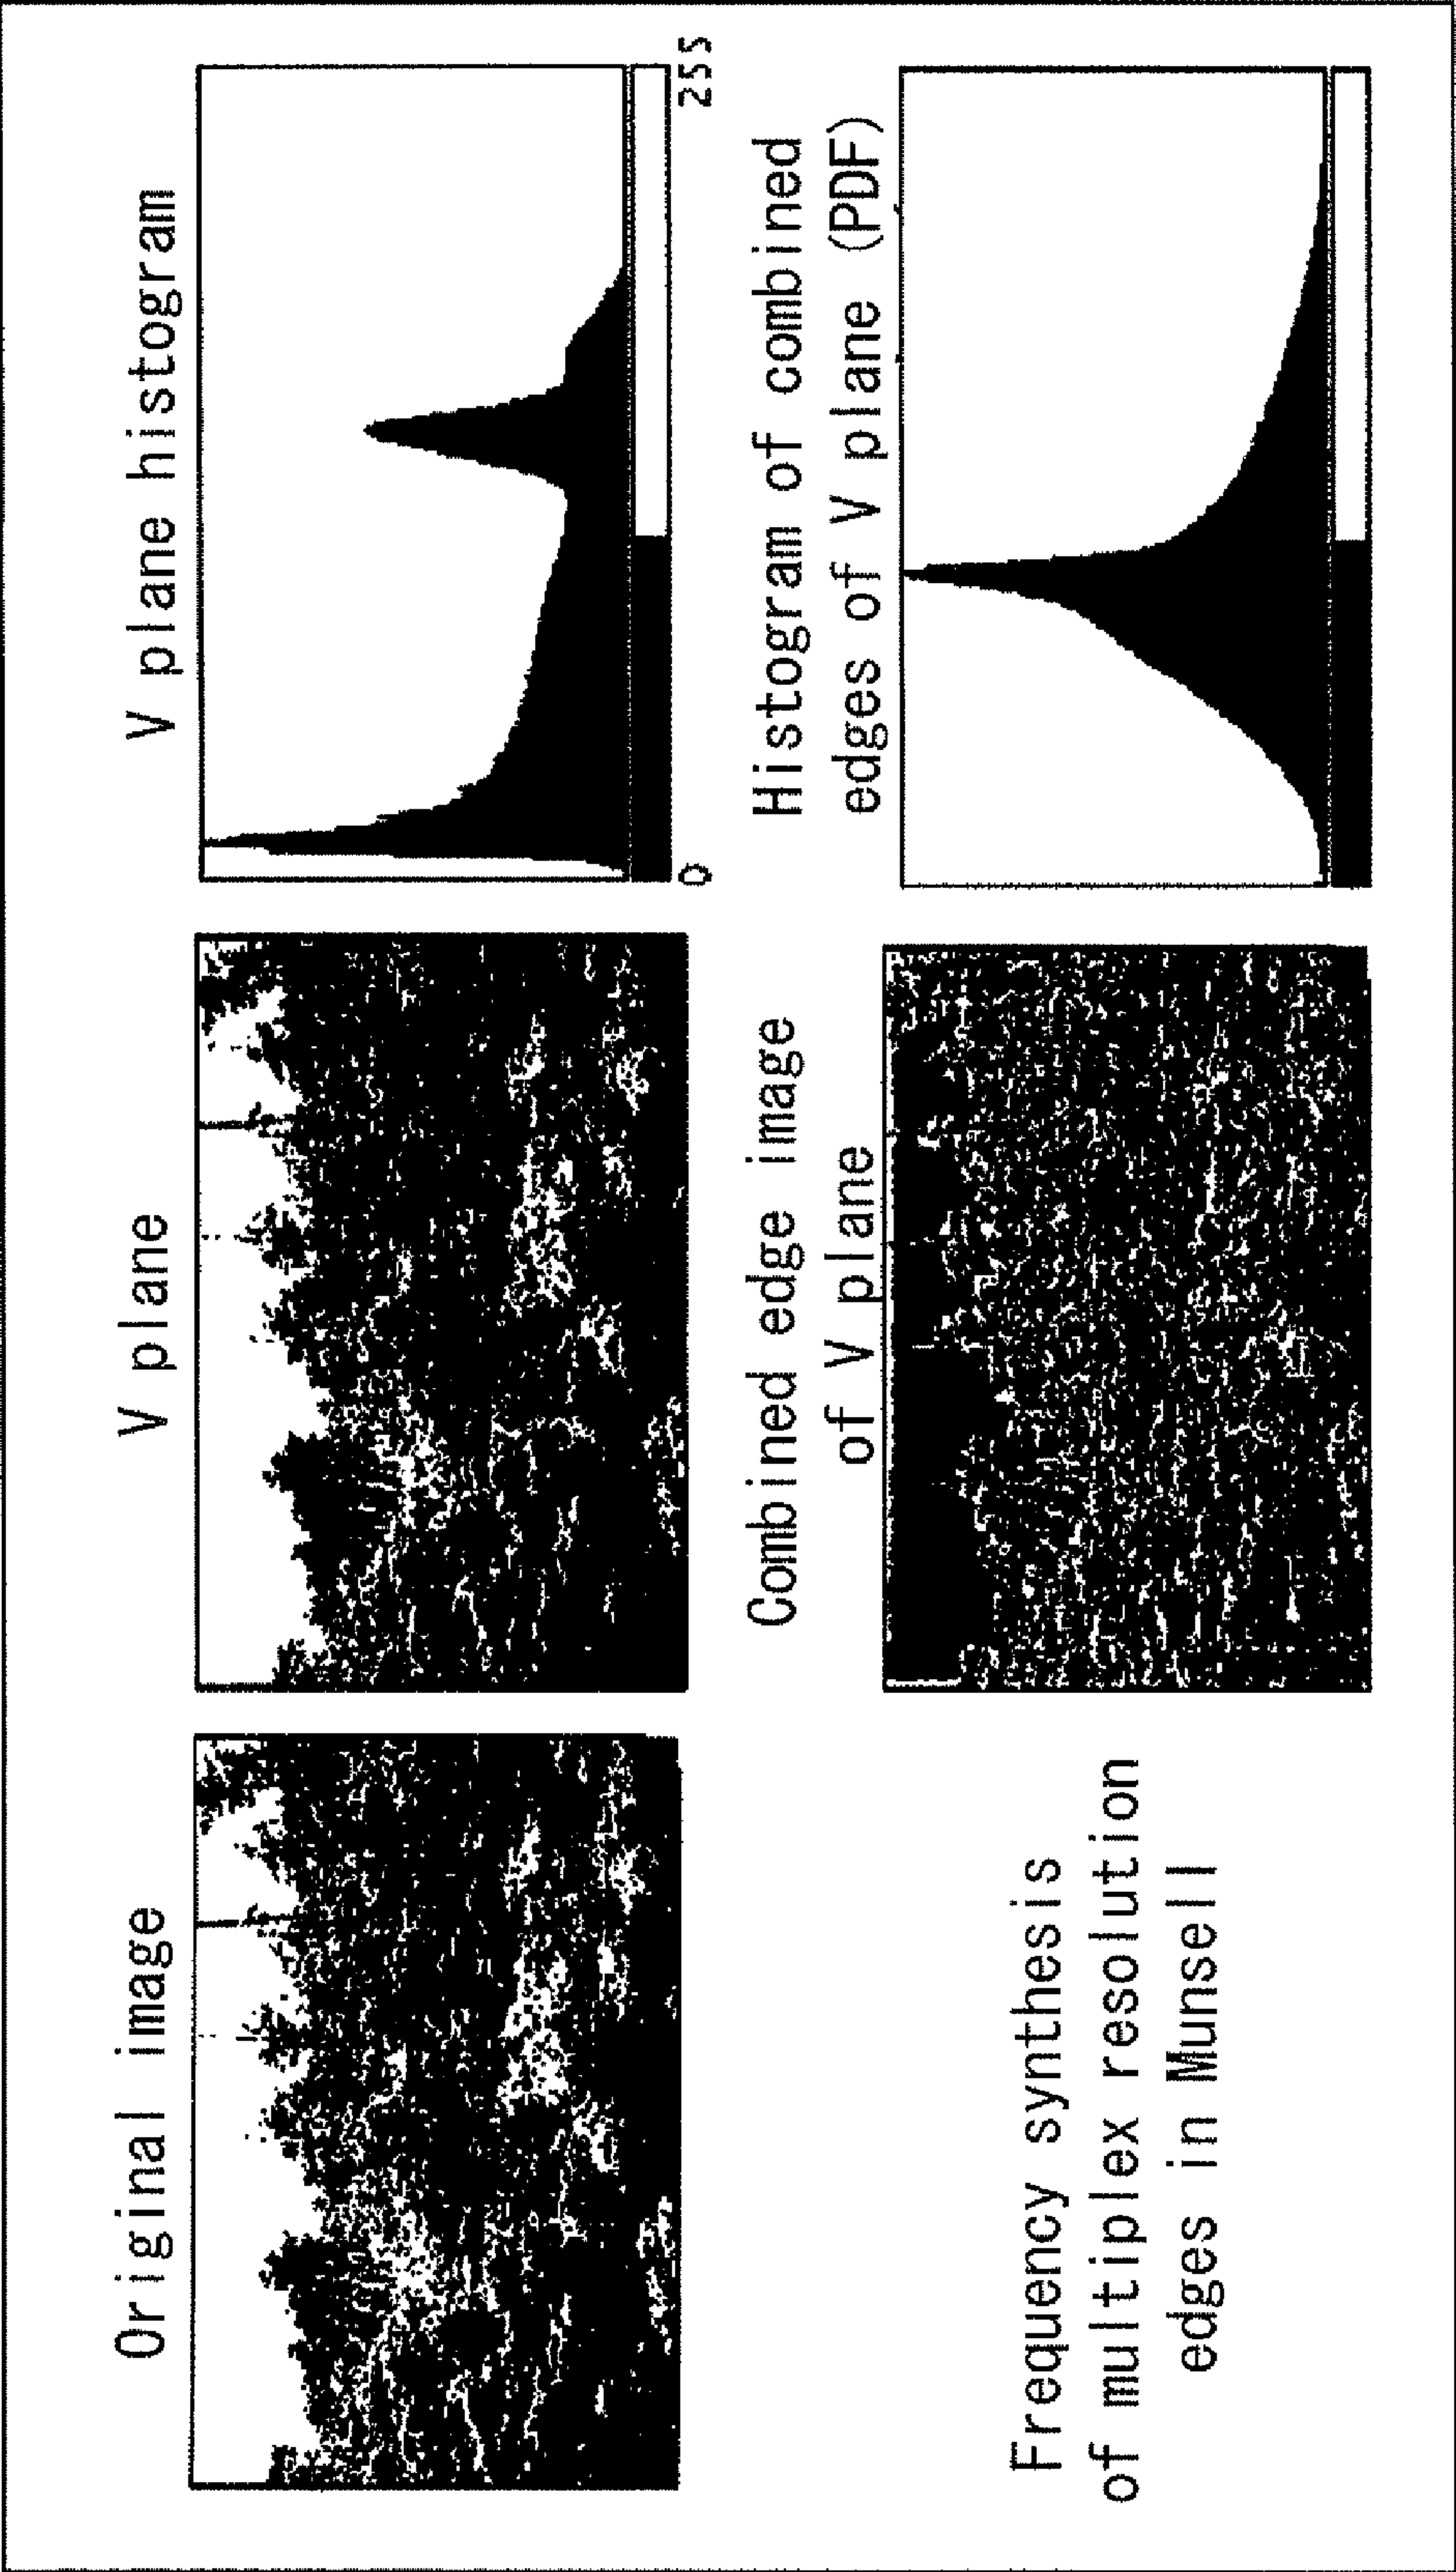 Original image
V plane
V plane histogram
0
255
Frequency synthesis
of multiplex resolution
edges in Munsell
Combined edge image
of V plane
Histogram of combined
edges of V plane (PDF)